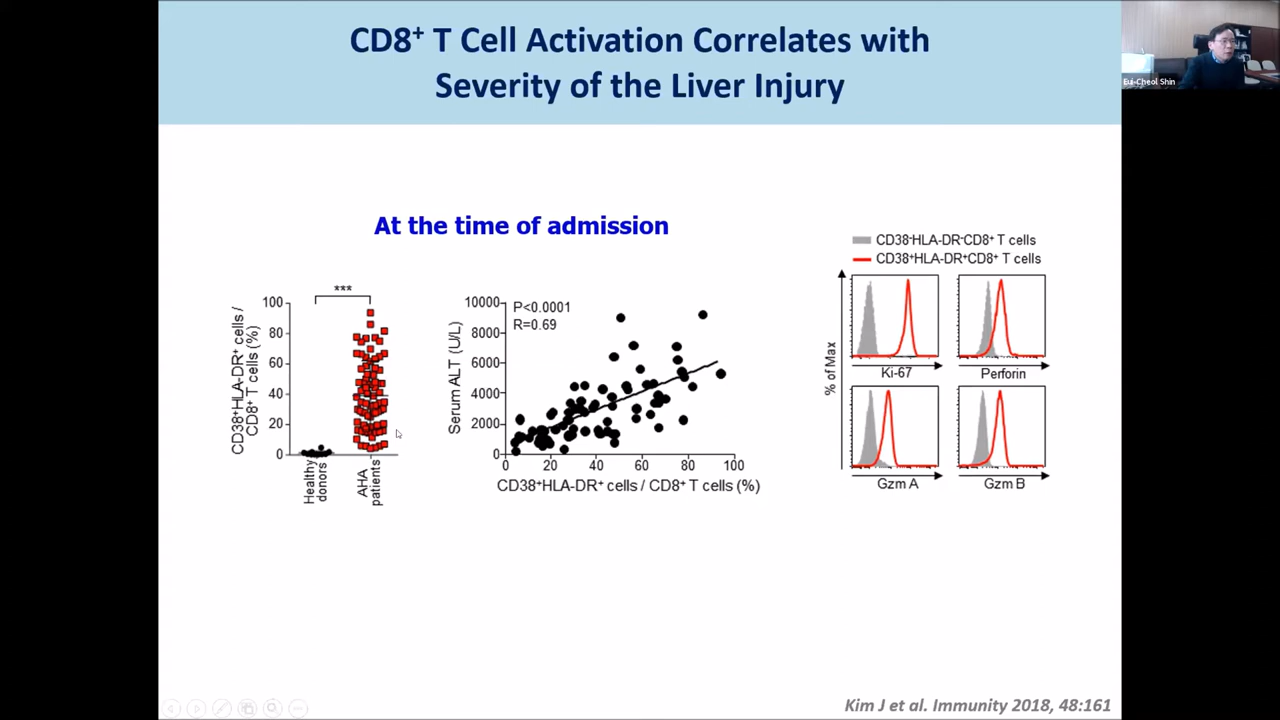 CD8⁺ T Cell Activation Correlates with
Severity of the Liver Injury
Eui-Cheol Shin
At the time of admission
CD38⁺HLA-DR⁺ cells /
CD8⁺ T cells (%)
100
80
60
40
20
0
***
Healthy
donors
AHA
patients
Serum ALT (U/L)
10000
8000
6000
4000
2000
0
P<0.0001
R=0.69
0
20
40
60
80
100
CD38⁺HLA-DR⁺ cells / CD8⁺ T cells (%)
CD38⁻HLA-DR⁻CD8⁺ T cells
CD38⁺HLA-DR⁺CD8⁺ T cells
% of Max
Ki-67
Perforin
Gzm A
Gzm B
Kim J et al. Immunity 2018, 48:161